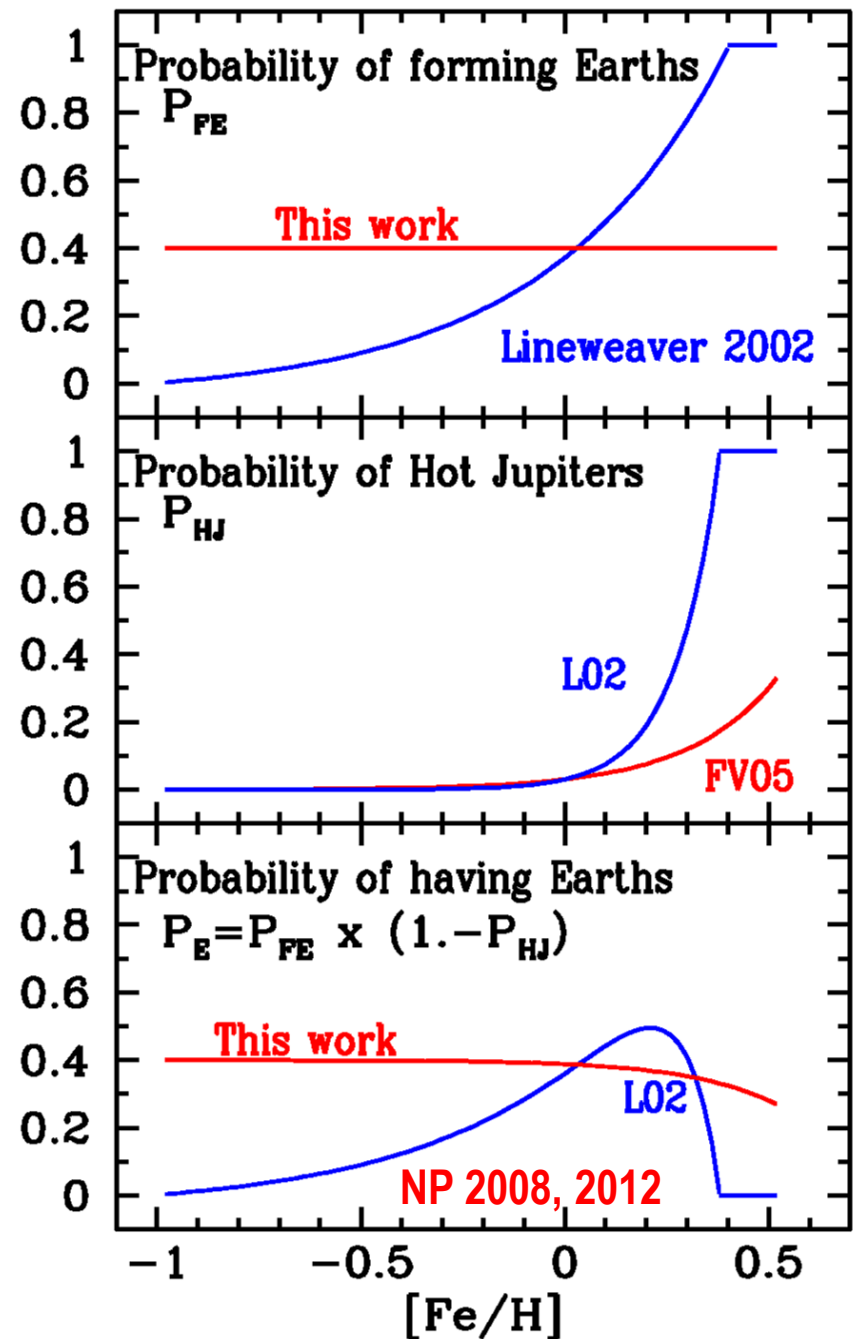 1
Probability of forming Earths
P_FE
0.8
0.6
This work
0.4
0.2
Lineweaver 2002
0
1
Probability of Hot Jupiters
P_HJ
0.8
0.6
0.4
L02
0.2
FV05
0
1
Probability of having Earths
0.8
P_E=P_FE x (1.-P_HJ)
0.6
This work
0.4
L02
0.2
NP 2008, 2012
0
-1 -0.5 0 0.5
[Fe/H]